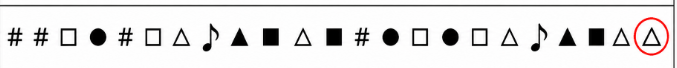 # # □ ● # □ △ ♪ ▲ ■ △ ■ # ● □ ● □ △ ♪ ▲ ■ △ △